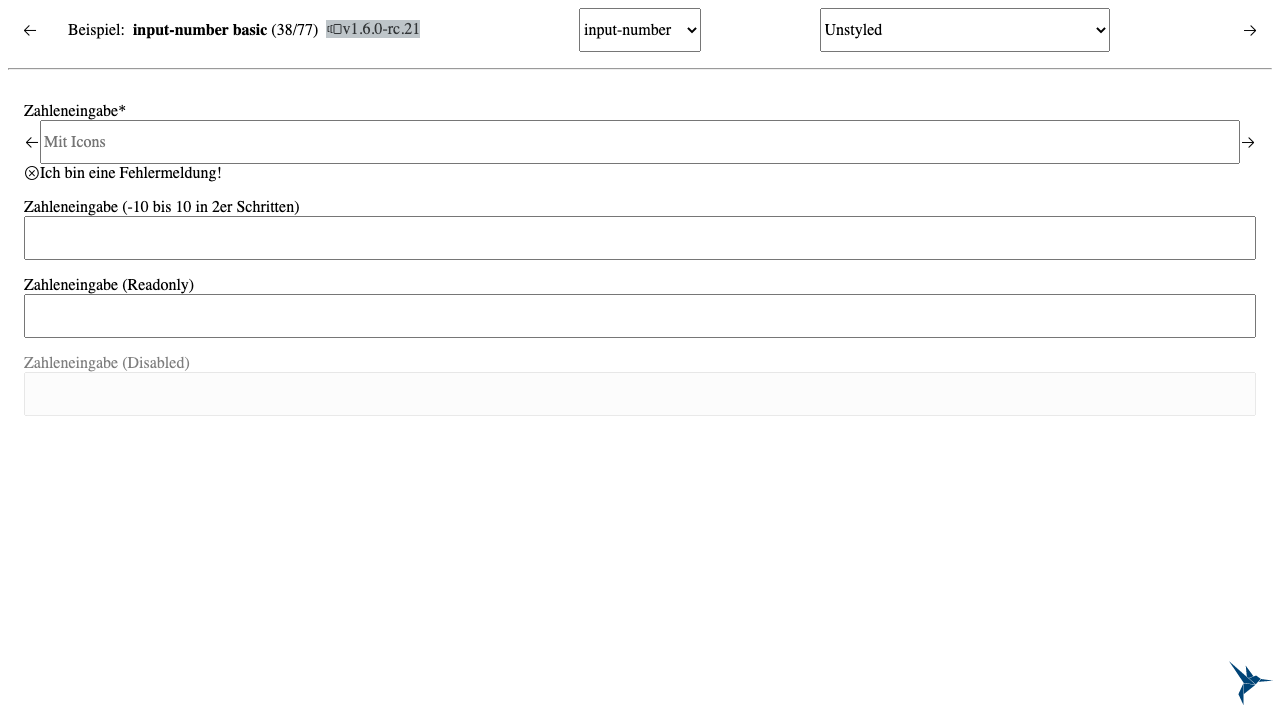 Beispiel: input-number basic (38/77) v1.6.0-rc.21 input-number Unstyled
Zahleneingabe*
Mit Icons
Ich bin eine Fehlermeldung!
Zahleneingabe (-10 bis 10 in 2er Schritten)
Zahleneingabe (Readonly)
Zahleneingabe (Disabled)